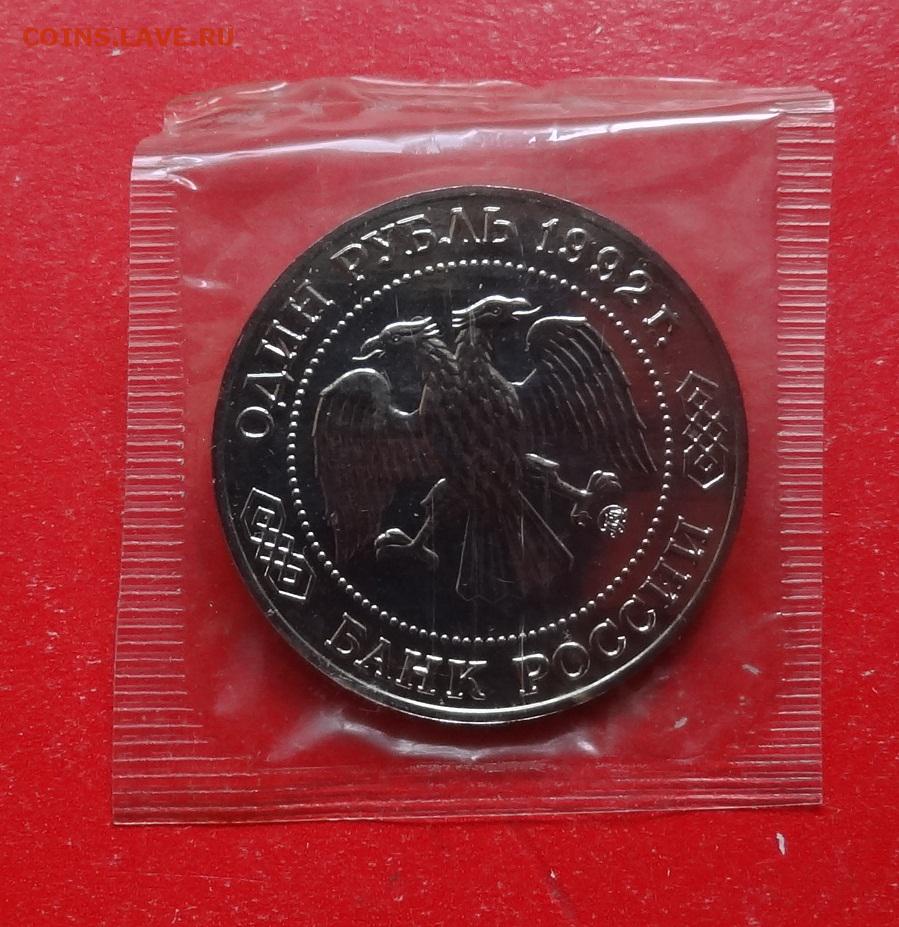 COINS.LAVE.RU
ОДИН РУБЛЬ 1992 г.
БАНК РОССИИ